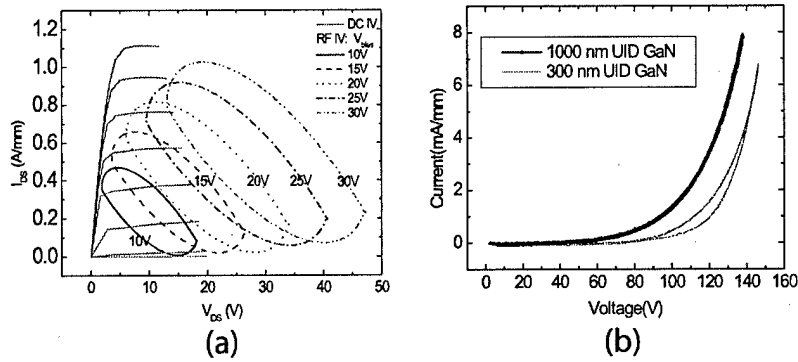 DC IV
RF IV: V_bias
10V
15V
20V
25V
30V
1.2
1.0
0.8
0.6
0.4
0.2
0.0
I_DS (A/mm)
15V
20V
25V
30V
10V
0
10
20
30
40
50
V_DS (V)
(a)
1000 nm UID GaN
300 nm UID GaN
8
6
4
2
0
Current(mA/mm)
0
20
40
60
80
100
120
140
160
Voltage(V)
(b)